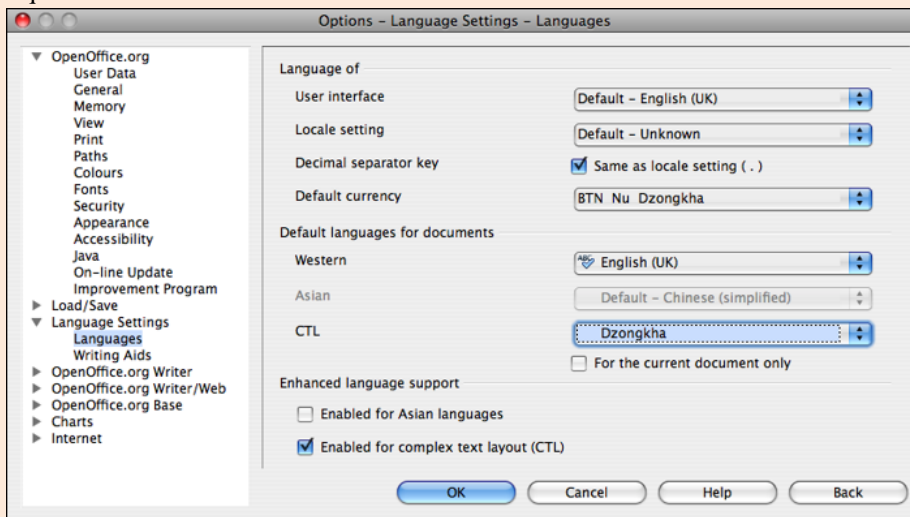 Options – Language Settings – Languages
OpenOffice.org
User Data
General
Memory
View
Print
Paths
Colours
Fonts
Security
Appearance
Accessibility
Java
On-line Update
Improvement Program
Load/Save
Language Settings
Languages
Writing Aids
OpenOffice.org Writer
OpenOffice.org Writer/Web
OpenOffice.org Base
Charts
Internet
Language of
User interface
Default – English (UK)
Locale setting
Default – Unknown
Decimal separator key
Same as locale setting ( . )
Default currency
BTN Nu Dzongkha
Default languages for documents
Western
ABC English (UK)
Asian
Default – Chinese (simplified)
CTL
Dzongkha
For the current document only
Enhanced language support
Enabled for Asian languages
Enabled for complex text layout (CTL)
OK
Cancel
Help
Back